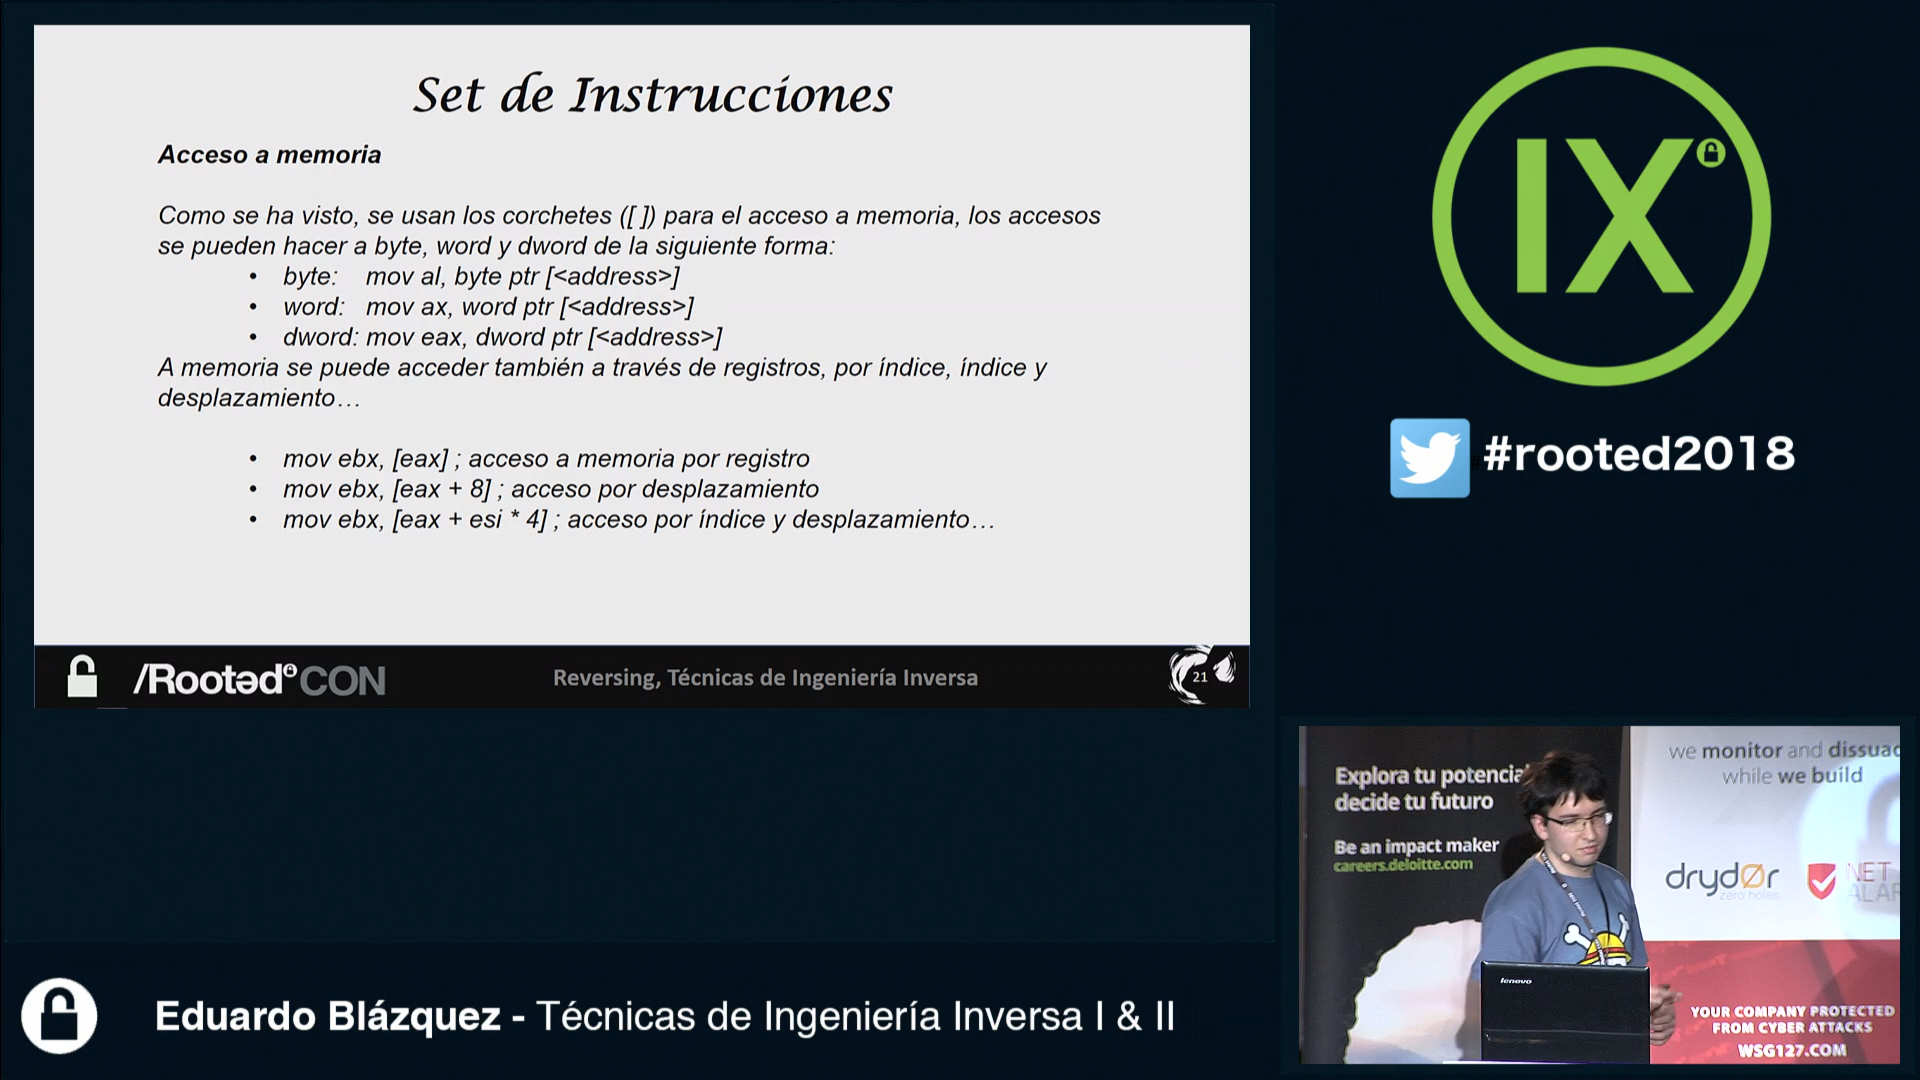 Set de Instrucciones
Acceso a memoria
Como se ha visto, se usan los corchetes ([ ]) para el acceso a memoria, los accesos
se pueden hacer a byte, word y dword de la siguiente forma:
• byte: mov al, byte ptr [<address>]
• word: mov ax, word ptr [<address>]
• dword: mov eax, dword ptr [<address>]
A memoria se puede acceder también a través de registros, por índice, índice y
desplazamiento…
• mov ebx, [eax] ; acceso a memoria por registro
• mov ebx, [eax + 8] ; acceso por desplazamiento
• mov ebx, [eax + esi * 4] ; acceso por índice y desplazamiento…
/Rootəd CON
Reversing, Técnicas de Ingeniería Inversa
21
IX
#rooted2018
Explora tu potencia
decide tu futuro
Be an impact maker
careers.deloitte.com
we monitor and dissuac
while we build
drydØr
zero holes
NET
ALAR
lenovo
YOUR COMPANY PROTECTED
FROM CYBER ATTACKS
WSG127.COM
Eduardo Blázquez - Técnicas de Ingeniería Inversa I & II